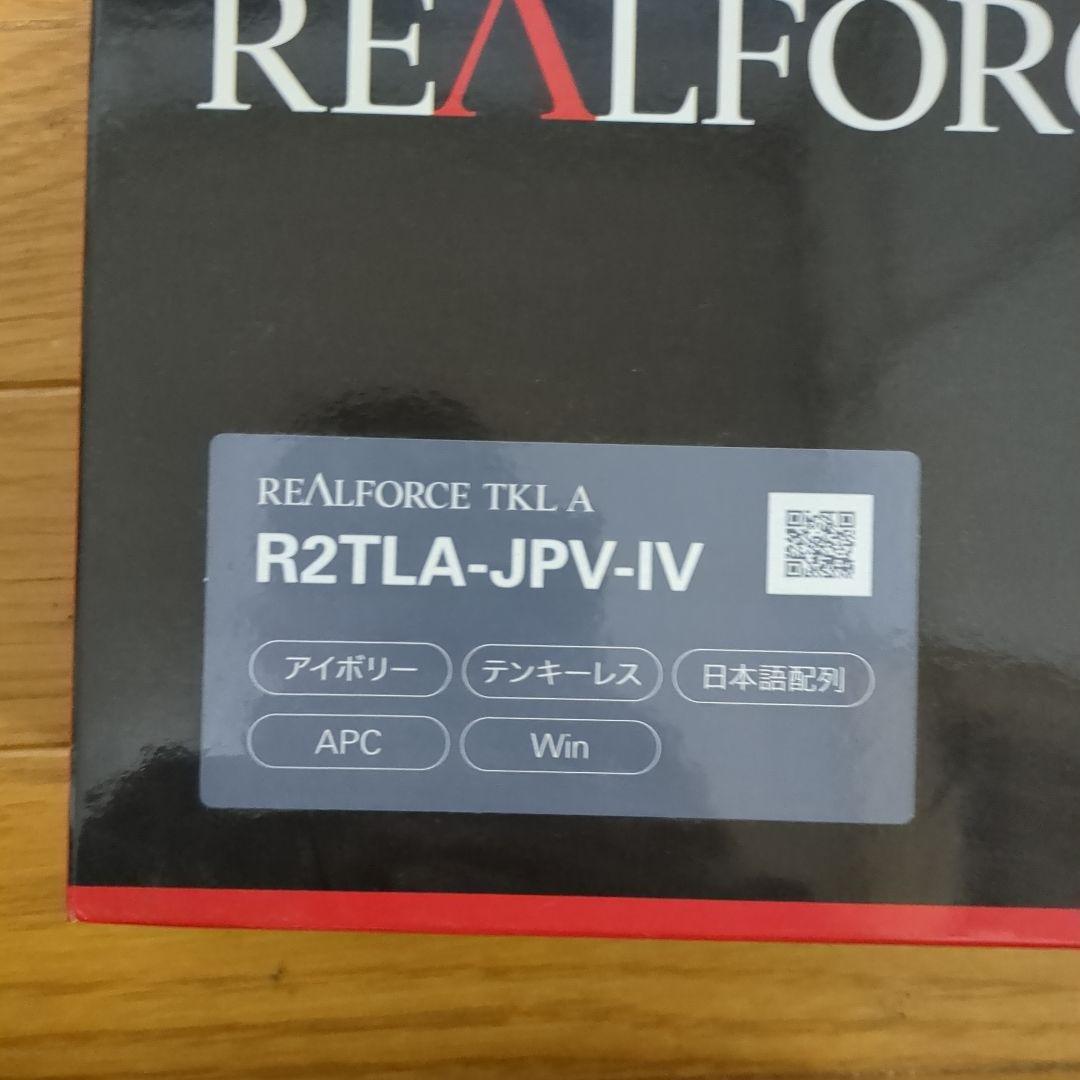 REALFORC
REALFORCE TKL A
R2TLA-JPV-IV
アイボリー テンキーレス 日本語配列
APC Win